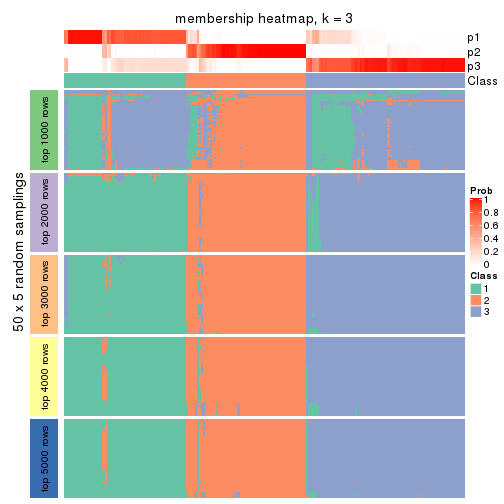 membership heatmap, k = 3
p1
p2
p3
Class
50 x 5 random samplings
top 1000 rows
top 2000 rows
top 3000 rows
top 4000 rows
top 5000 rows
Prob
1
0.8
0.6
0.4
0.2
0
Class
1
2
3